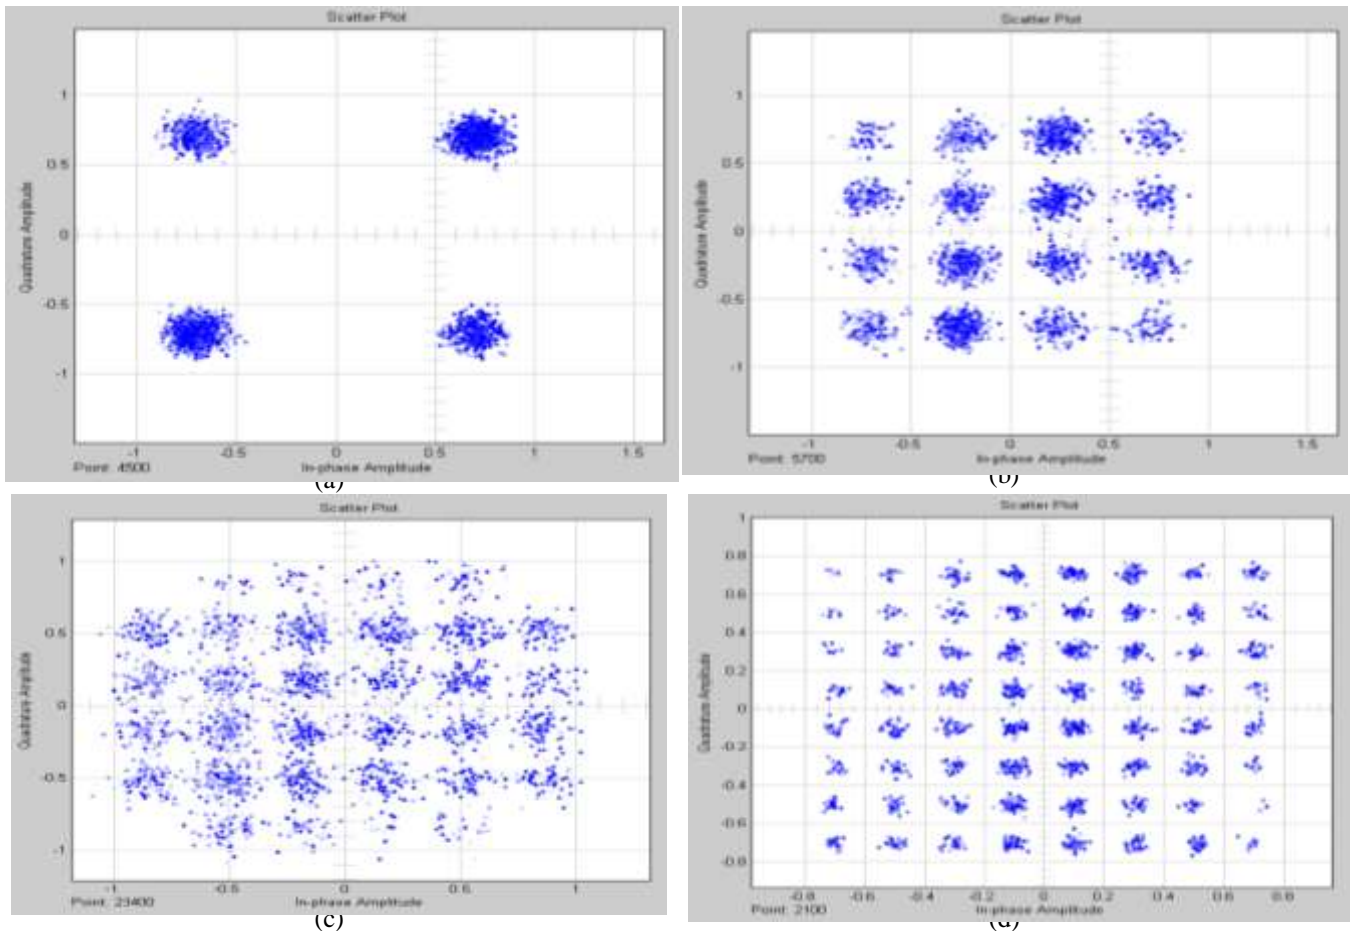 Scatter Plot
1
0.5
0
-0.5
-1
Quadrature Amplitude
-1 -0.5 0 0.5 1 1.5
Point: 4500
In-phase Amplitude
(a)
Scatter Plot
1
0.5
0
-0.5
-1
Quadrature Amplitude
-1 -0.5 0 0.5 1 1.5
Point: 5700
In-phase Amplitude
(b)
Scatter Plot
1
0.5
0
-0.5
-1
Quadrature Amplitude
-1 -0.5 0 0.5 1
Point: 23400
In-phase Amplitude
(c)
Scatter Plot
1
0.8
0.6
0.4
0.2
0
-0.2
-0.4
-0.6
-0.8
Quadrature Amplitude
-0.8 -0.6 -0.4 -0.2 0 0.2 0.4 0.6 0.8
Point: 2100
In-phase Amplitude
(d)